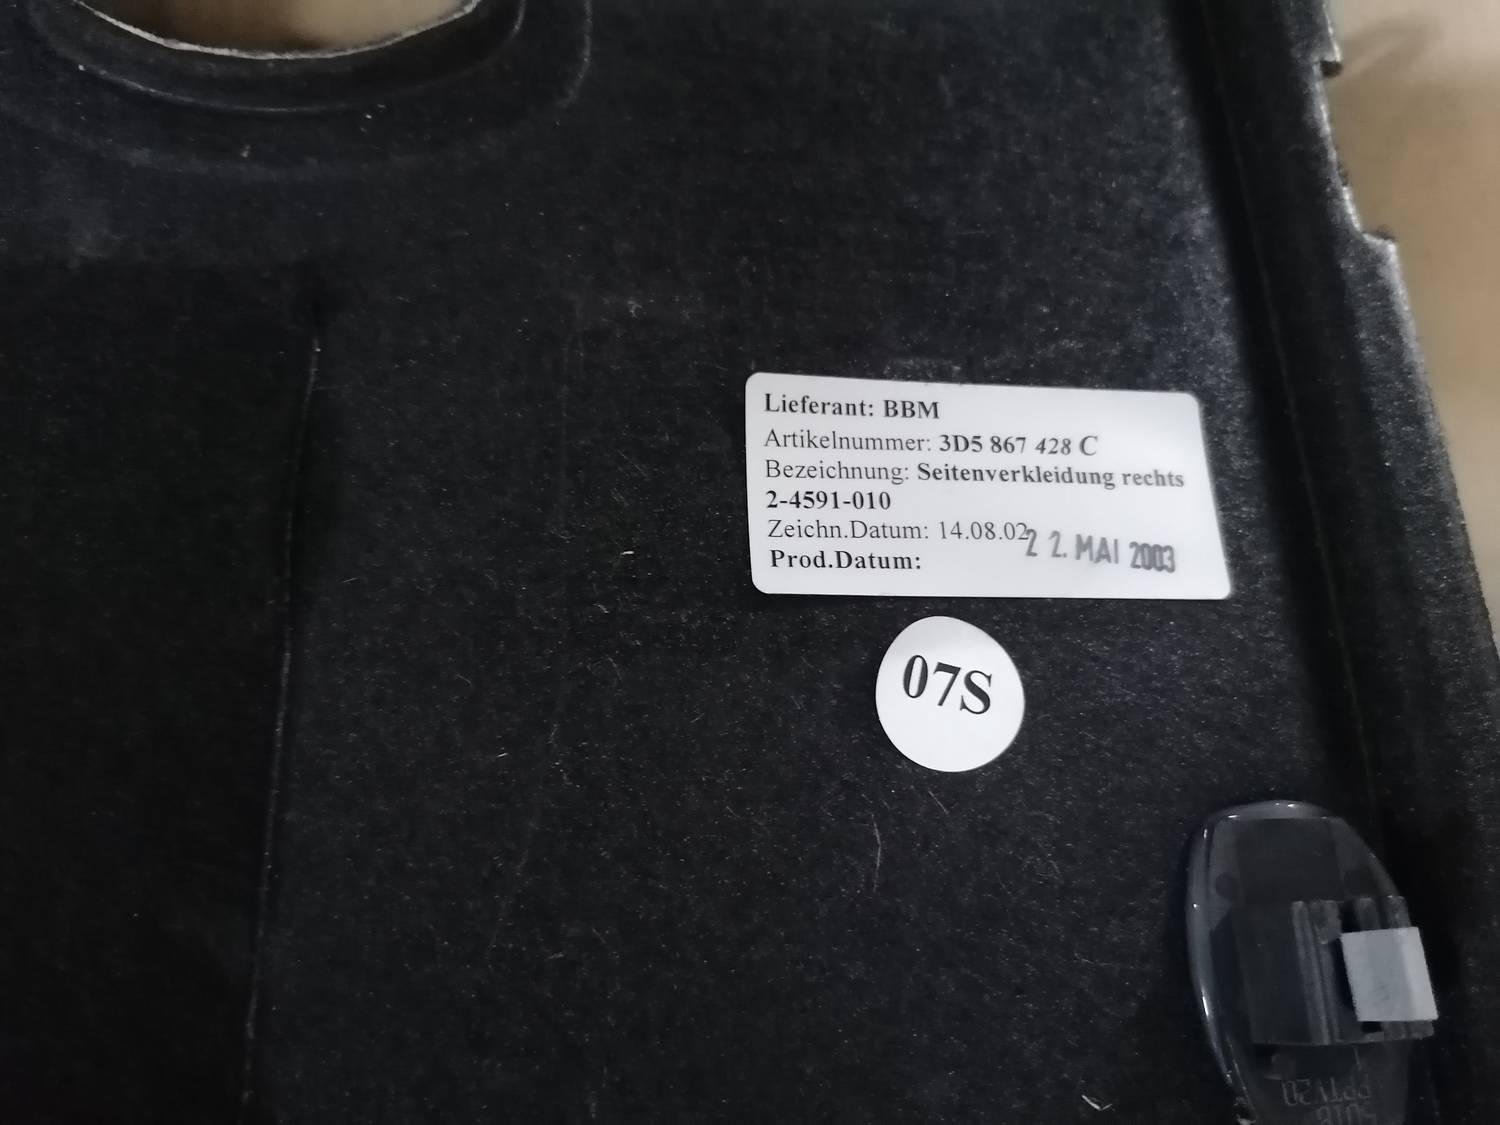 Lieferant: BBM
Artikelnummer: 3D5 867 428 C
Bezeichnung: Seitenverkleidung rechts
2-4591-010
Zeichn.Datum: 14.08.02
22. MAI 2003
Prod.Datum:
07S